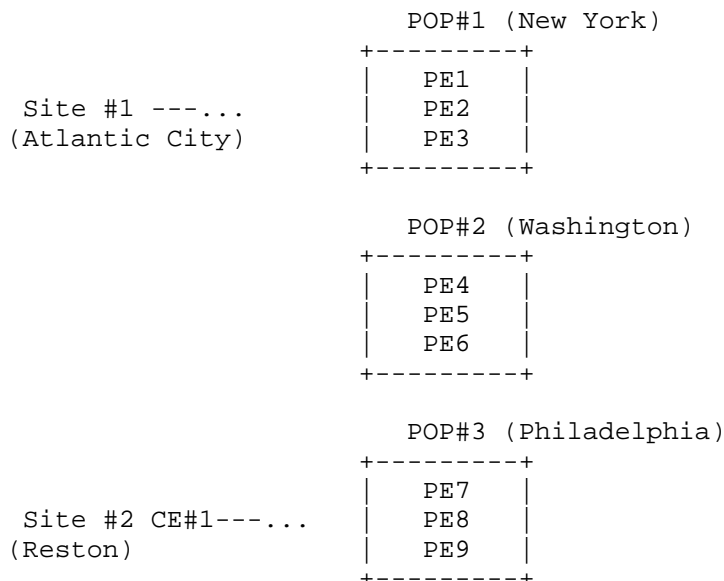 POP#1 (New York)
+---------+
| PE1 |
Site #1 ---... | PE2 |
(Atlantic City) | PE3 |
+---------+
POP#2 (Washington)
+---------+
| PE4 |
| PE5 |
| PE6 |
+---------+
POP#3 (Philadelphia)
+---------+
| PE7 |
Site #2 CE#1---... | PE8 |
(Reston) | PE9 |
+---------+